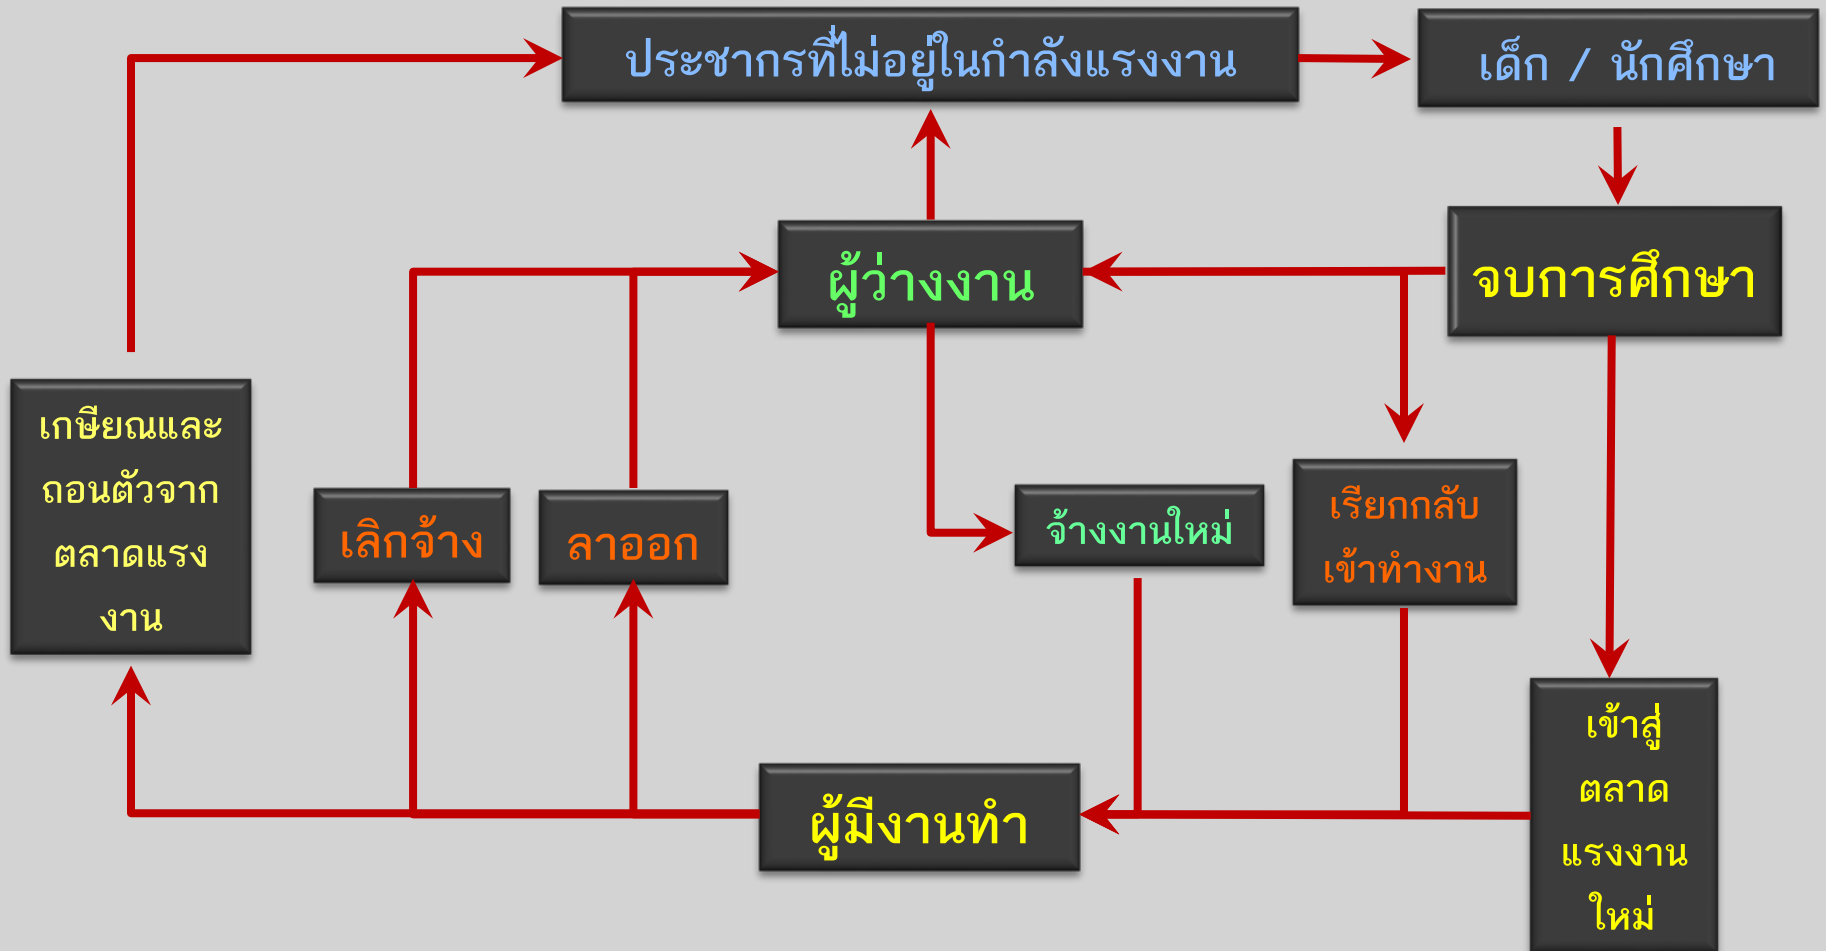 ประชากรที่ไม่อยู่ในกำลังแรงงาน
เด็ก / นักศึกษา
ผู้ว่างงาน
จบการศึกษา
เกษียณและ
ถอนตัวจาก
ตลาดแรง
งาน
เลิกจ้าง
ลาออก
จ้างงานใหม่
เรียกกลับ
เข้าทำงาน
ผู้มีงานทำ
เข้าสู่
ตลาด
แรงงาน
ใหม่